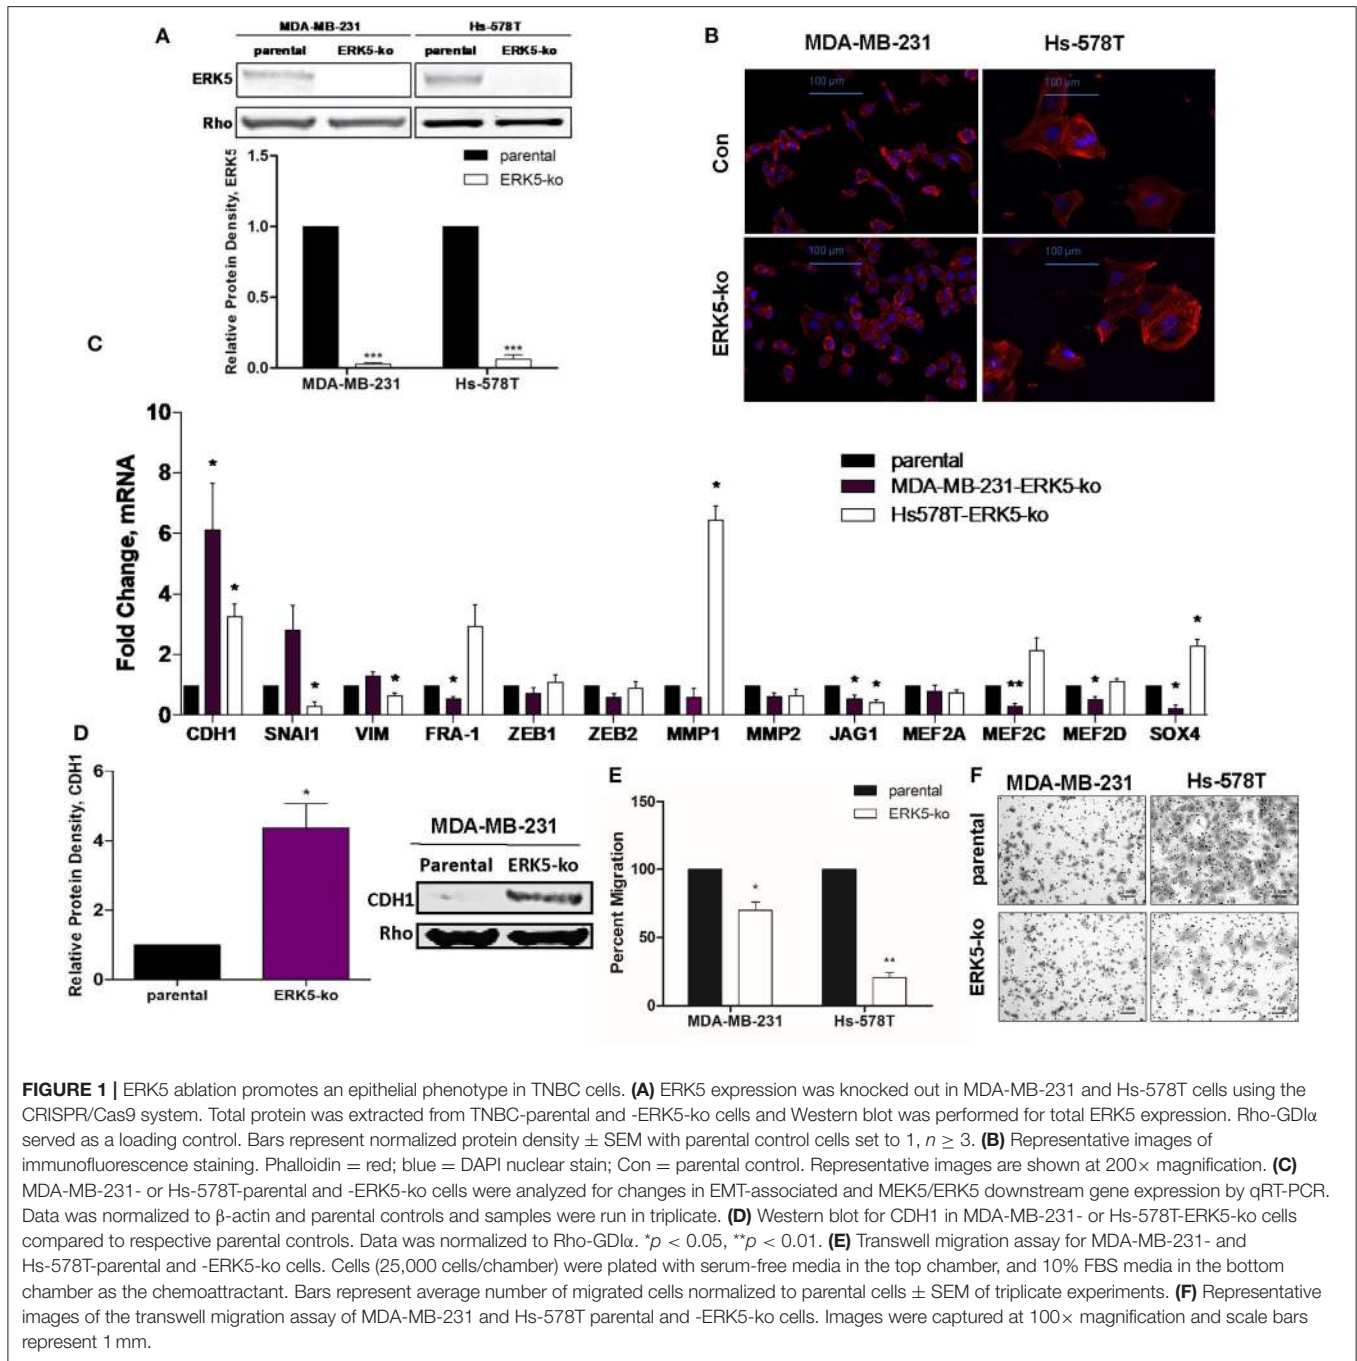 A
MDA-MB-231 Hs-578T
parental ERK5-ko parental ERK5-ko
ERK5
Rho
Relative Protein Density, ERK5
1.5
1.0
0.5
0.0
parental
ERK5-ko
*** ***
MDA-MB-231 Hs-578T
B
MDA-MB-231 Hs-578T
Con
ERK5-ko
100 µm 100 µm
100 µm 100 µm
C
Fold Change, mRNA
10
8
6
4
2
0
parental
MDA-MB-231-ERK5-ko
Hs578T-ERK5-ko
* * * * * * * * ** * * *
CDH1 SNAI1 VIM FRA-1 ZEB1 ZEB2 MMP1 MMP2 JAG1 MEF2A MEF2C MEF2D SOX4
D
Relative Protein Density, CDH1
6
4
2
0
*
parental ERK5-ko
MDA-MB-231
Parental ERK5-ko
CDH1
Rho
E
Percent Migration
150
100
50
0
parental
ERK5-ko
* **
MDA-MB-231 Hs-578T
F
MDA-MB-231 Hs-578T
parental
ERK5-ko
FIGURE 1 | ERK5 ablation promotes an epithelial phenotype in TNBC cells. (A) ERK5 expression was knocked out in MDA-MB-231 and Hs-578T cells using the
CRISPR/Cas9 system. Total protein was extracted from TNBC-parental and -ERK5-ko cells and Western blot was performed for total ERK5 expression. Rho-GDIα
served as a loading control. Bars represent normalized protein density ± SEM with parental control cells set to 1, n ≥ 3. (B) Representative images of
immunofluorescence staining. Phalloidin = red; blue = DAPI nuclear stain; Con = parental control. Representative images are shown at 200× magnification. (C)
MDA-MB-231- or Hs-578T-parental and -ERK5-ko cells were analyzed for changes in EMT-associated and MEK5/ERK5 downstream gene expression by qRT-PCR.
Data was normalized to β-actin and parental controls and samples were run in triplicate. (D) Western blot for CDH1 in MDA-MB-231- or Hs-578T-ERK5-ko cells
compared to respective parental controls. Data was normalized to Rho-GDIα. *p < 0.05, **p < 0.01. (E) Transwell migration assay for MDA-MB-231- and
Hs-578T-parental and -ERK5-ko cells. Cells (25,000 cells/chamber) were plated with serum-free media in the top chamber, and 10% FBS media in the bottom
chamber as the chemoattractant. Bars represent average number of migrated cells normalized to parental cells ± SEM of triplicate experiments. (F) Representative
images of the transwell migration assay of MDA-MB-231 and Hs-578T parental and -ERK5-ko cells. Images were captured at 100× magnification and scale bars
represent 1 mm.